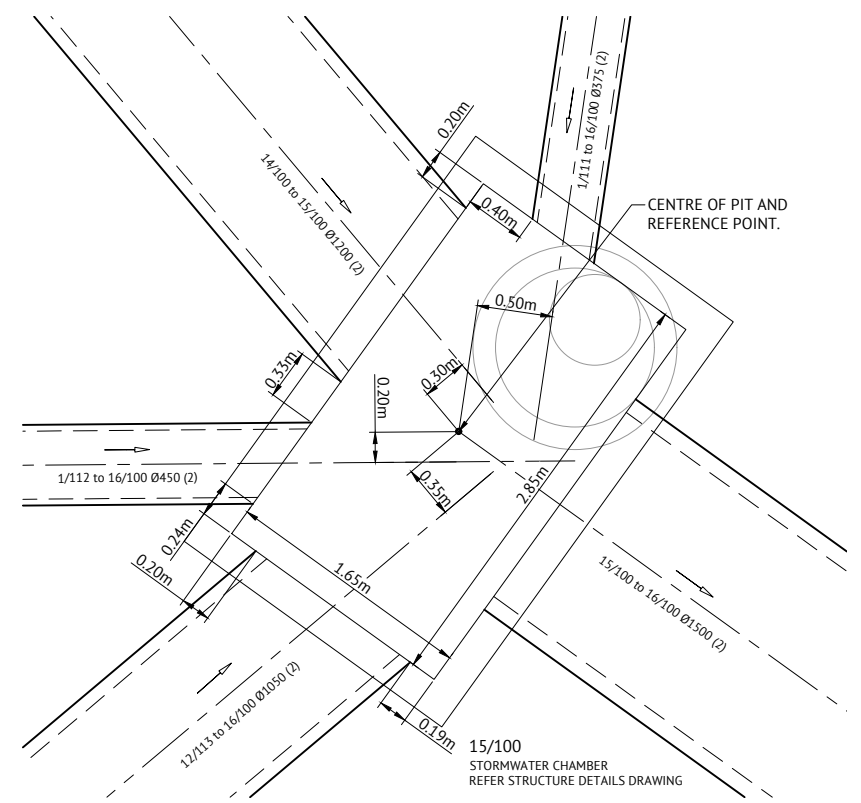 0.20m
14/100 to 15/100 Ø1200 (2)
1/111 to 16/100 Ø375 (2)
0.40m
CENTRE OF PIT AND
REFERENCE POINT.
0.50m
0.33m
0.30m
0.20m
1/112 to 16/100 Ø450 (2)
0.35m
2.85m
0.24m
0.20m
1.65m
15/100 to 16/100 Ø1500 (2)
12/113 to 16/100 Ø1050 (2)
0.19m
15/100
STORMWATER CHAMBER
REFER STRUCTURE DETAILS DRAWING